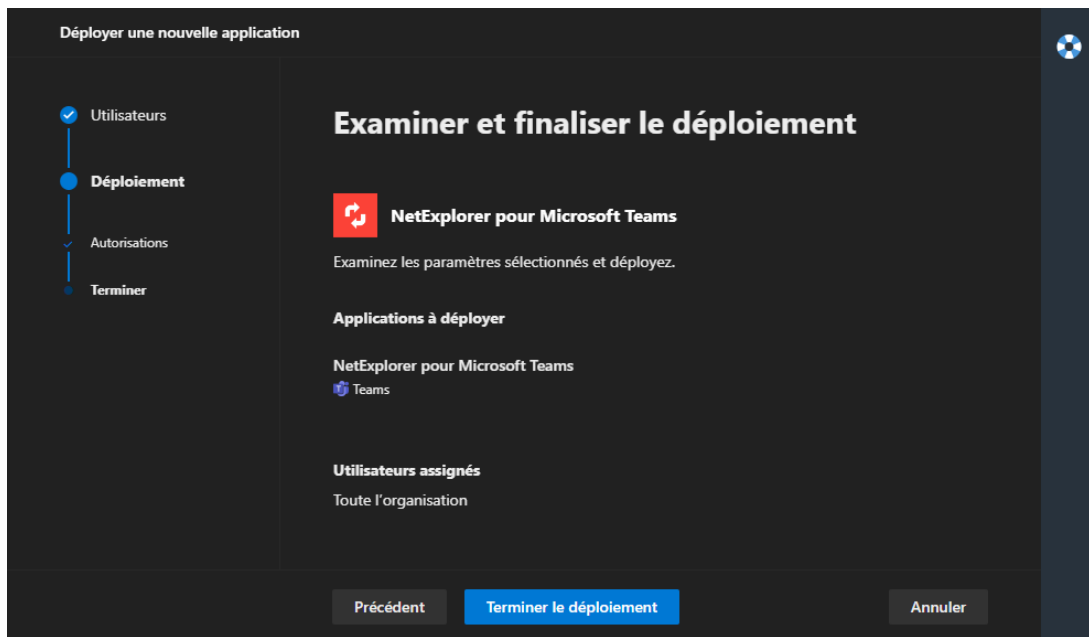 Déployer une nouvelle application
Utilisateurs
Déploiement
Autorisations
Terminer
Examiner et finaliser le déploiement
NetExplorer pour Microsoft Teams
Examinez les paramètres sélectionnés et déployez.
Applications à déployer
NetExplorer pour Microsoft Teams
Teams
Utilisateurs assignés
Toute l’organisation
Précédent
Terminer le déploiement
Annuler